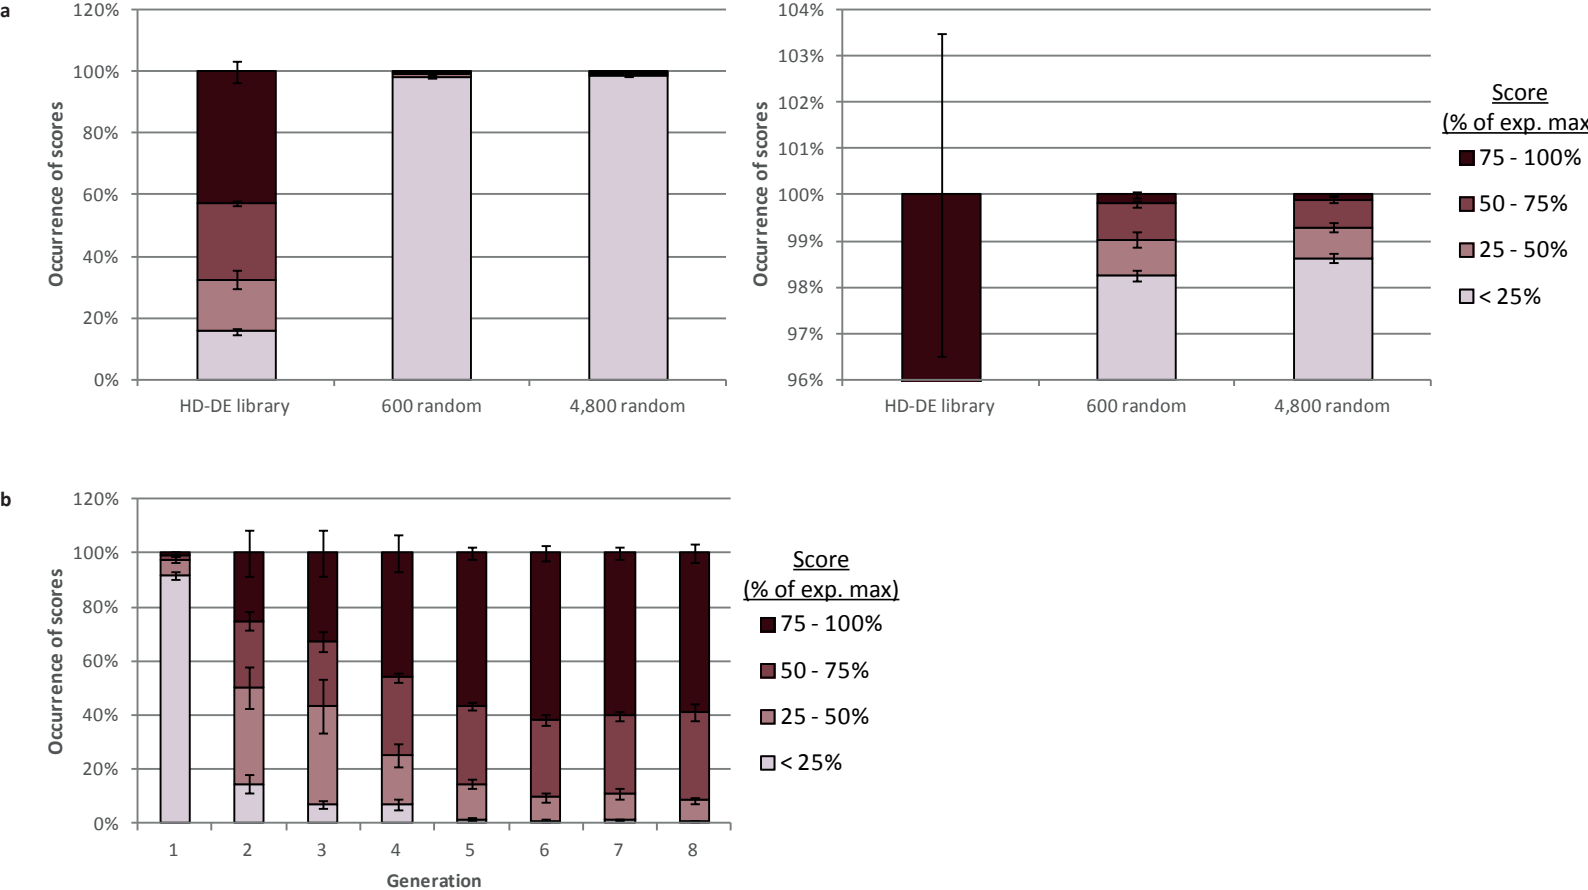 a
120%
100%
80%
60%
40%
20%
0%
Occurrence of scores
HD-DE library
600 random
4,800 random
104%
103%
102%
101%
100%
99%
98%
97%
96%
Occurrence of scores
HD-DE library
600 random
4,800 random
Score
(% of exp. max
75 - 100%
50 - 75%
25 - 50%
< 25%
b
120%
100%
80%
60%
40%
20%
0%
Occurrence of scores
1
2
3
4
5
6
7
8
Generation
Score
(% of exp. max)
75 - 100%
50 - 75%
25 - 50%
< 25%